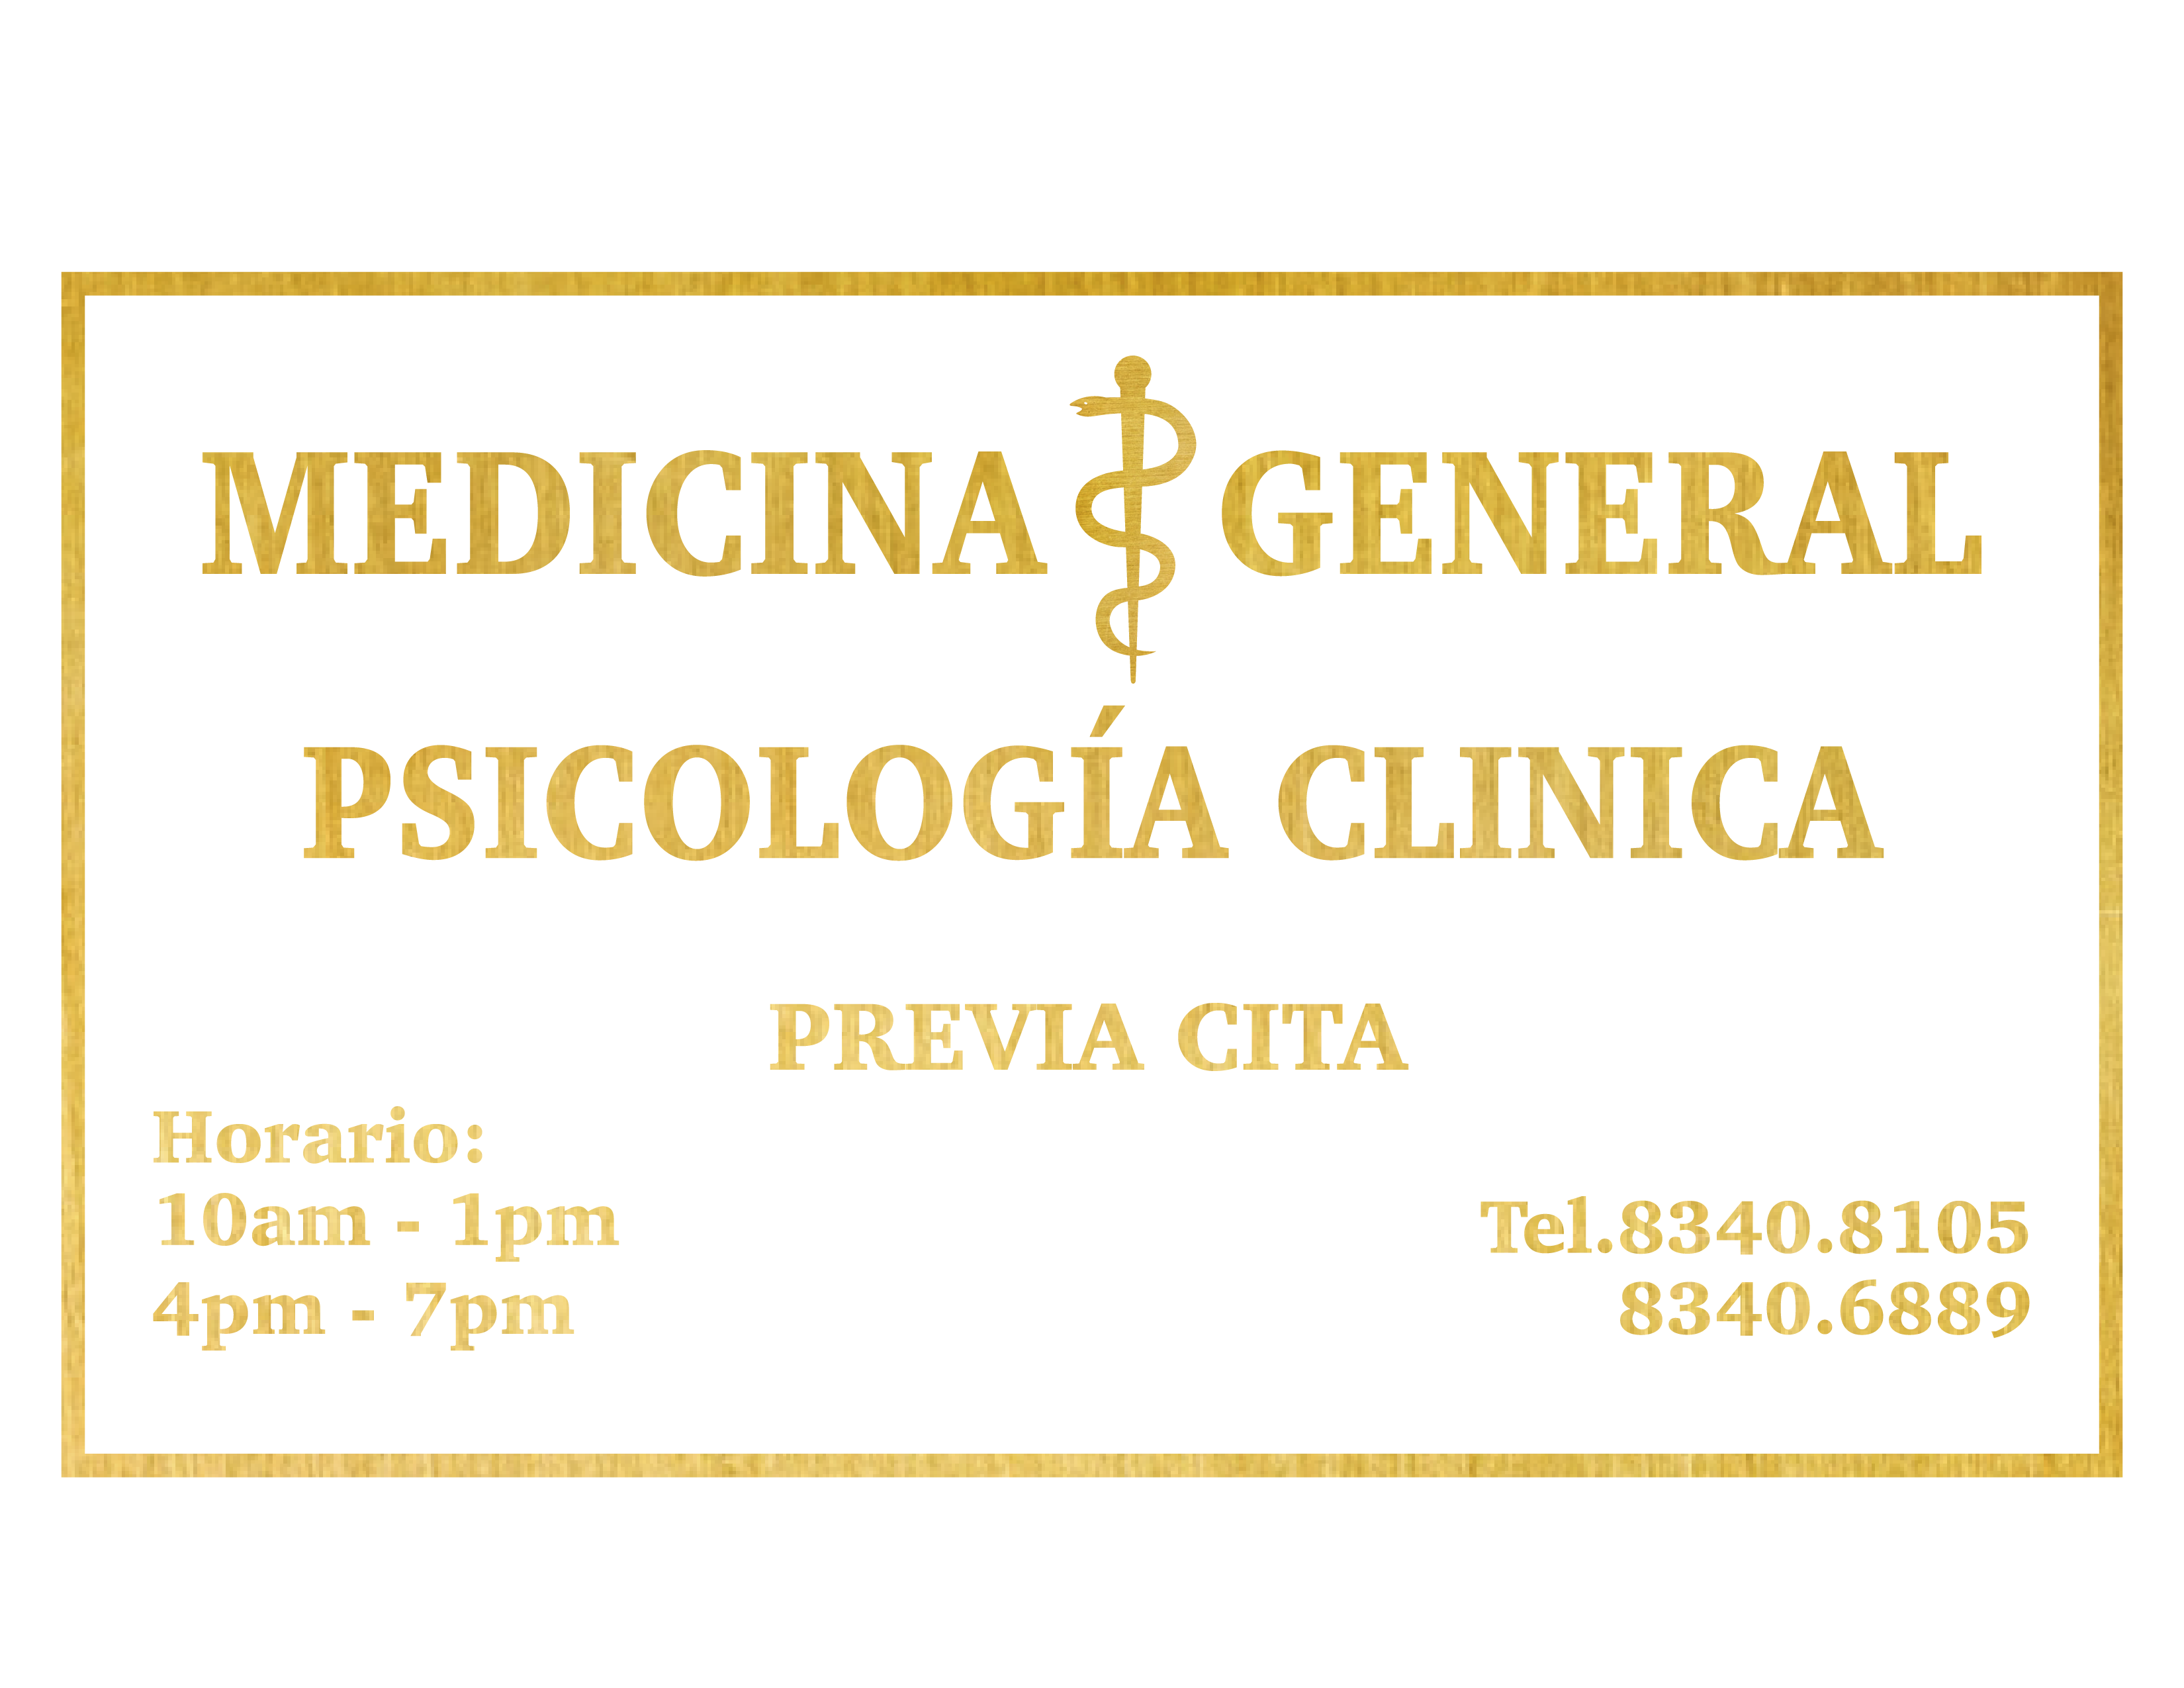 MEDICINA GENERAL
PSICOLOGÍA CLINICA
PREVIA CITA
Horario:
10am - 1pm
4pm - 7pm
Tel.8340.8105
8340.6889